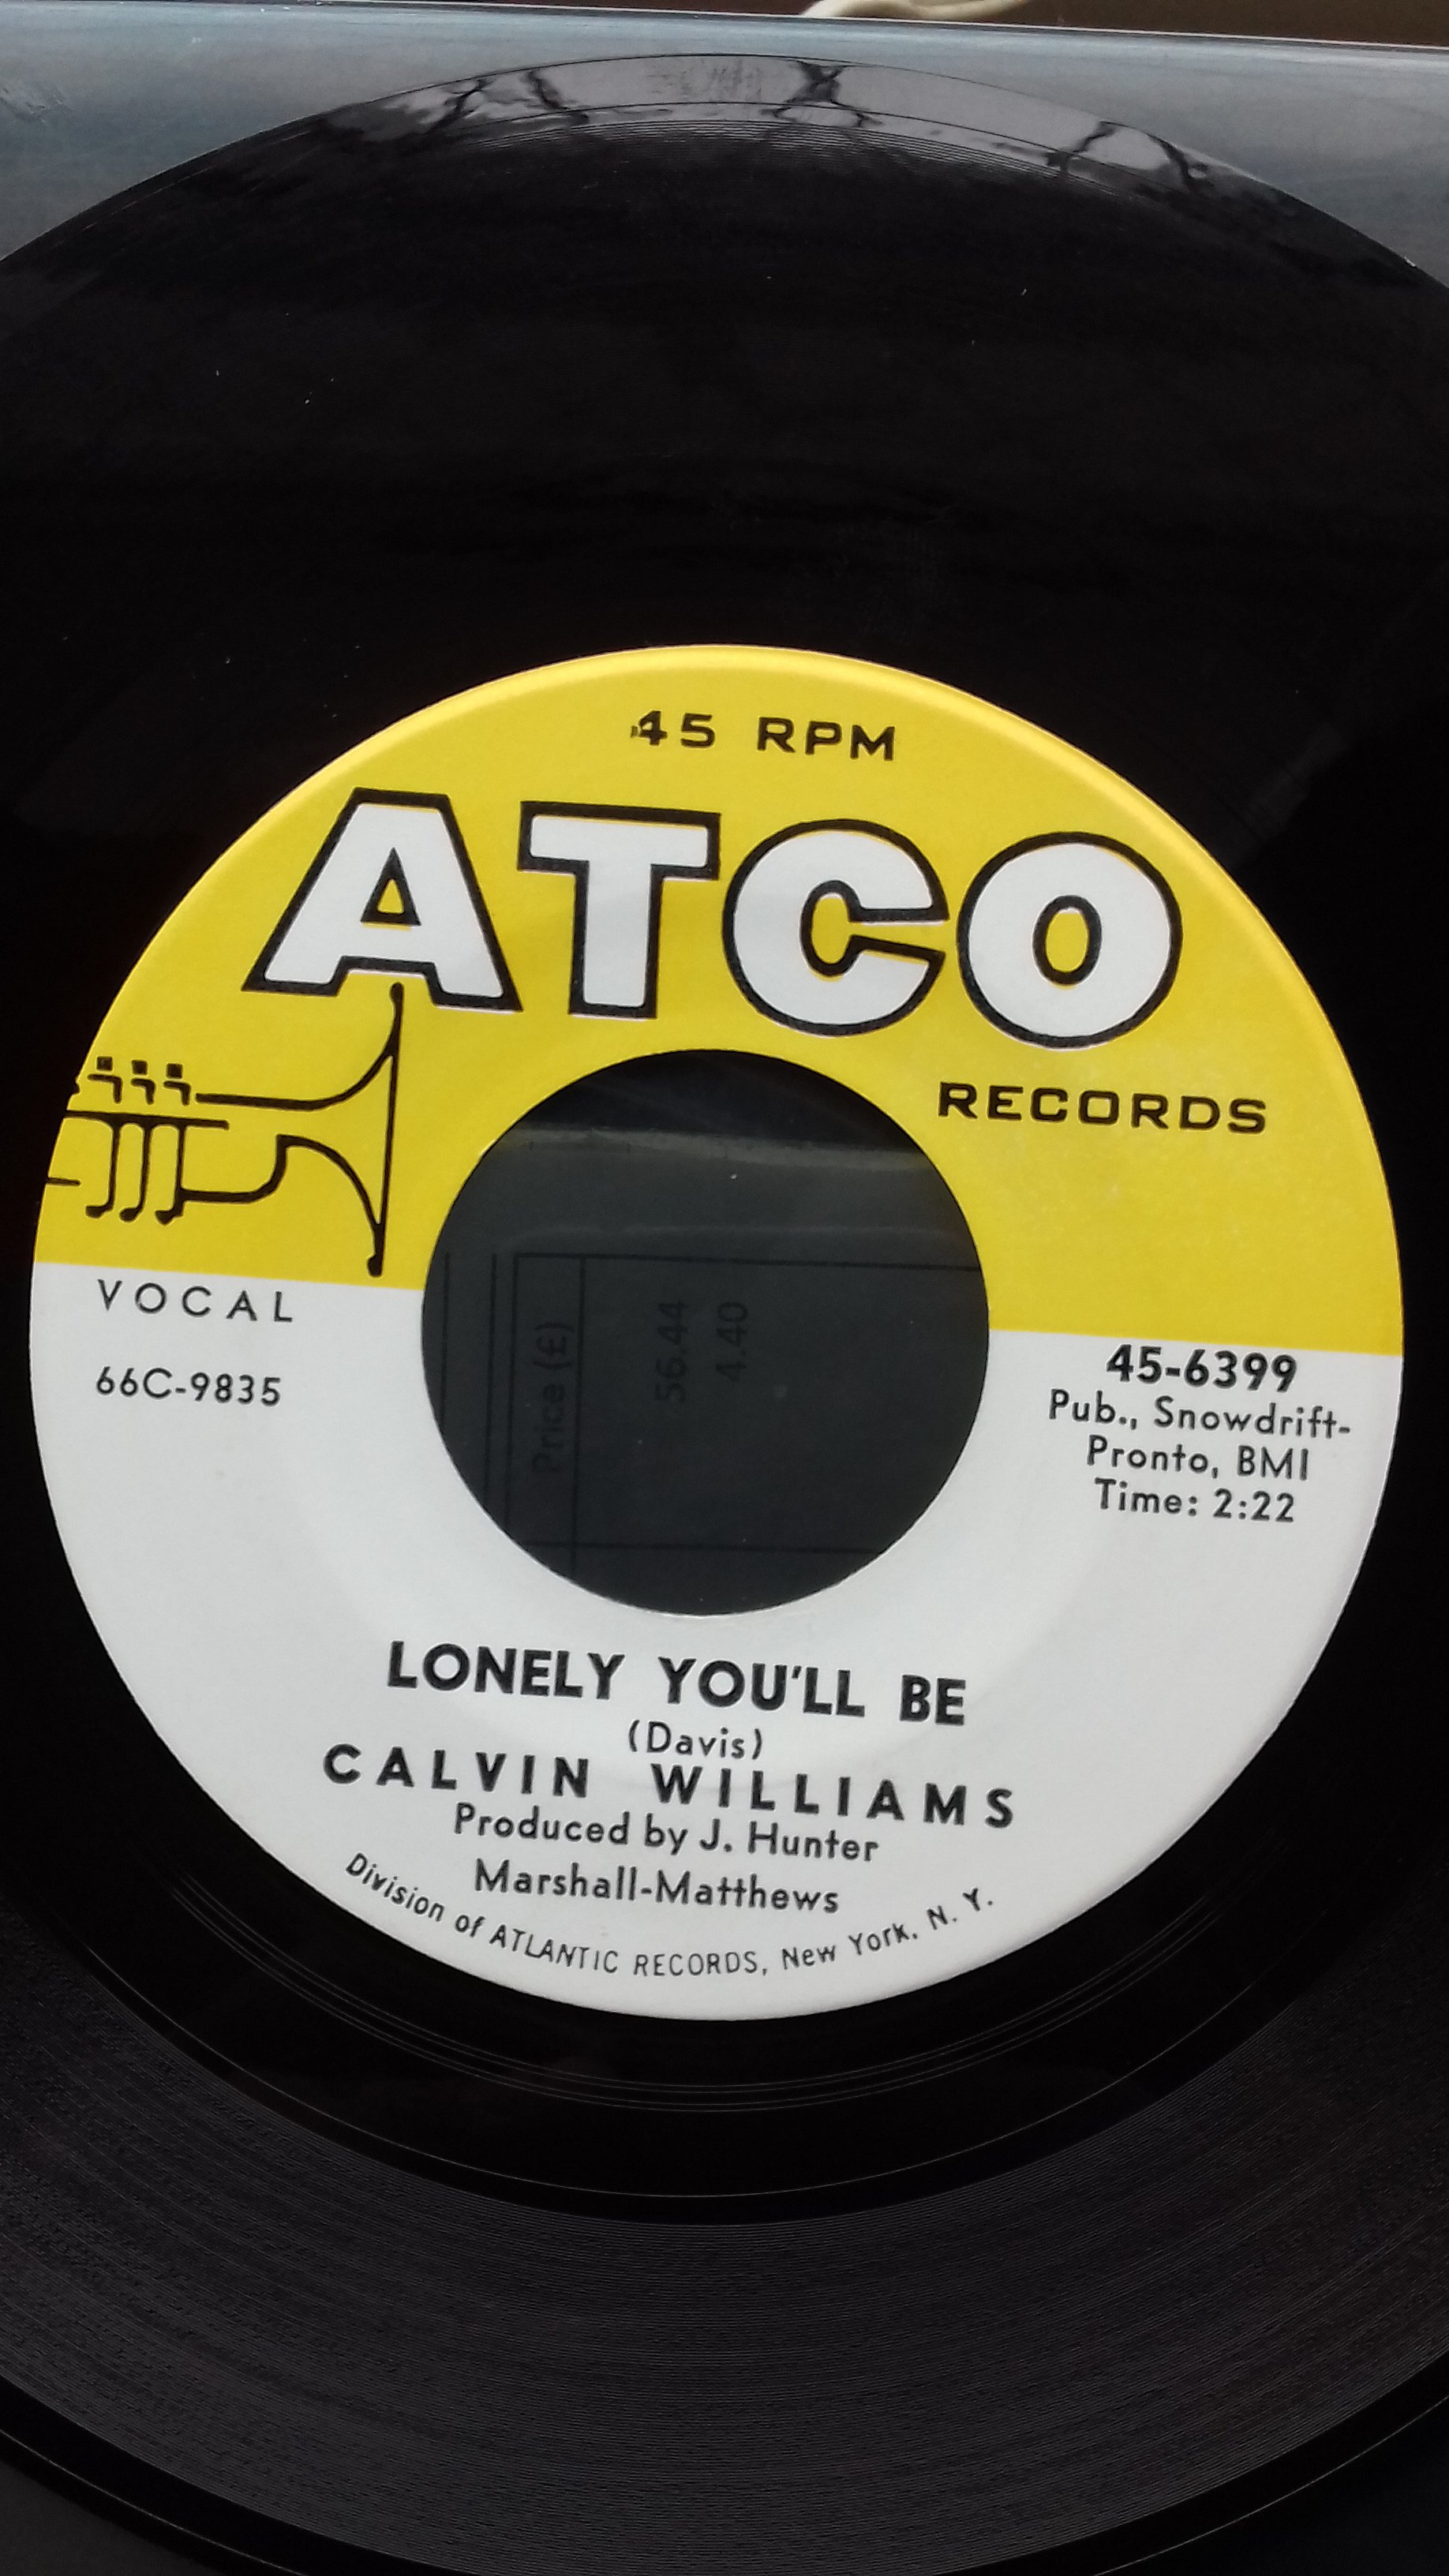 45 RPM
ATCO
RECORDS
VOCAL
66C-9835
45-6399
Pub., Snowdrift-
Pronto, BMI
Time: 2:22
Price (£)
56.44
4.40
LONELY YOU'LL BE
(Davis)
CALVIN WILLIAMS
Produced by J. Hunter
Marshall-Matthews
Division of ATLANTIC RECORDS, New York, N. Y.